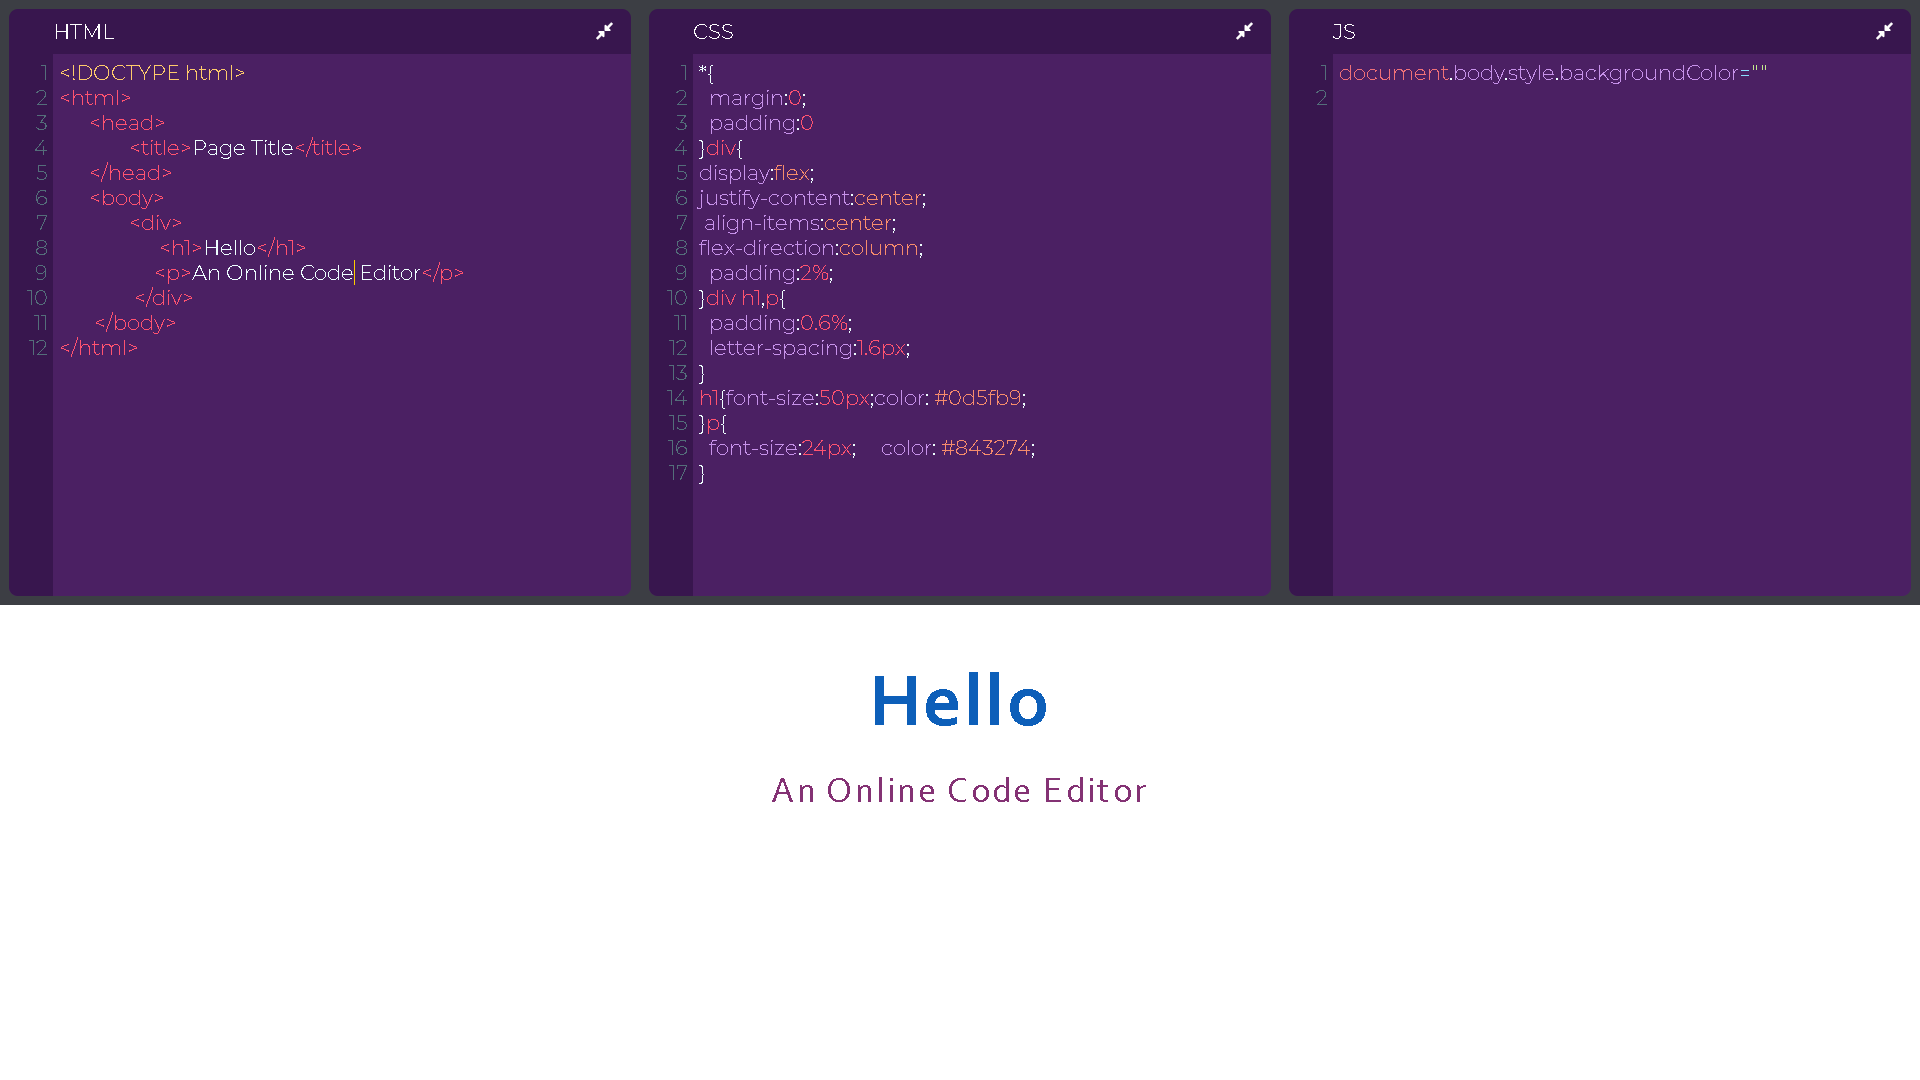 HTML
1 <!DOCTYPE html>
2 <html>
3 <head>
4 <title>Page Title</title>
5 </head>
6 <body>
7 <div>
8 <h1>Hello</h1>
9 <p>An Online Code Editor</p>
10 </div>
11 </body>
12 </html>
CSS
1 *{
2 margin:0;
3 padding:0
4 }div{
5 display:flex;
6 justify-content:center;
7 align-items:center;
8 flex-direction:column;
9 padding:2%;
10 }div h1,p{
11 padding:0.6%;
12 letter-spacing:1.6px;
13 }
14 h1{font-size:50px;color: #0d5fb9;
15 }p{
16 font-size:24px; color: #843274;
17 }
JS
1 document.body.style.backgroundColor=""
2
Hello
An Online Code Editor